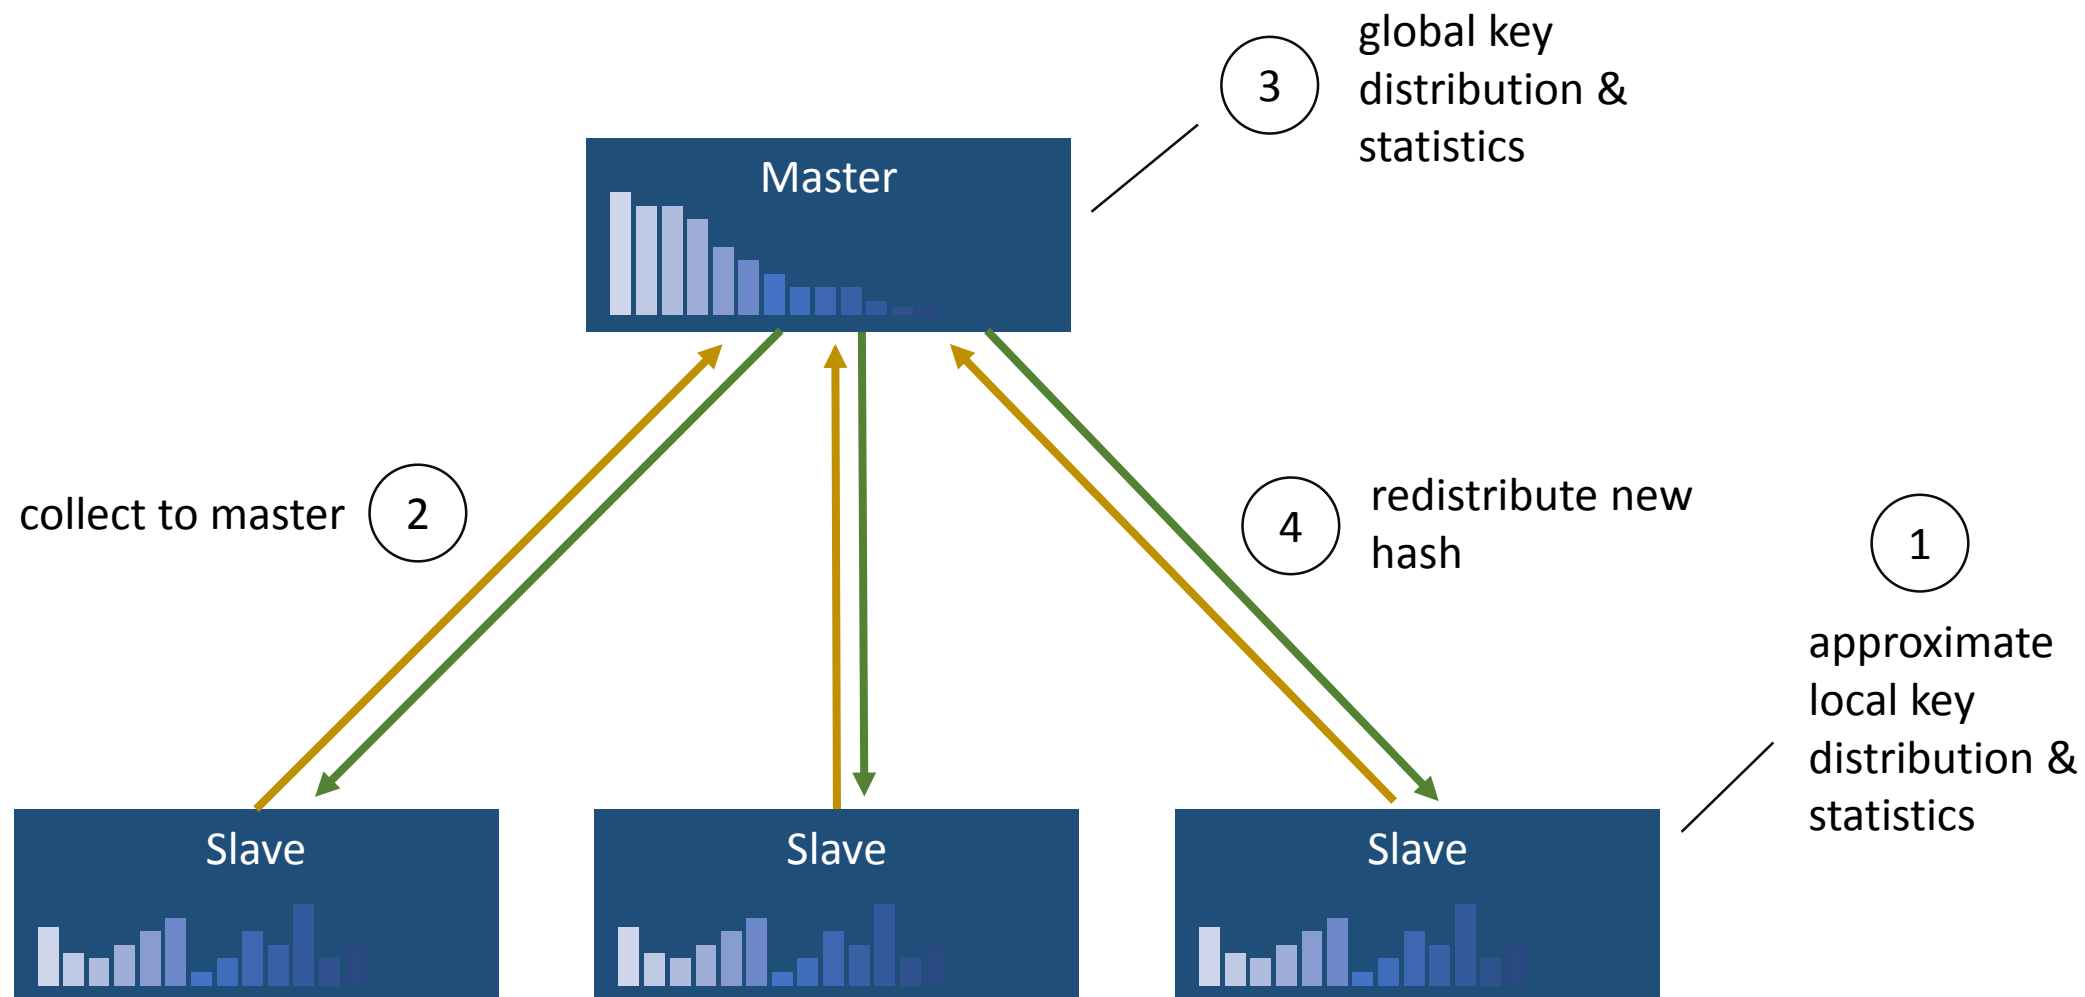 3
global key
distribution &
statistics
Master
collect to master
2
4
redistribute new
hash
1
approximate
local key
distribution &
statistics
Slave
Slave
Slave